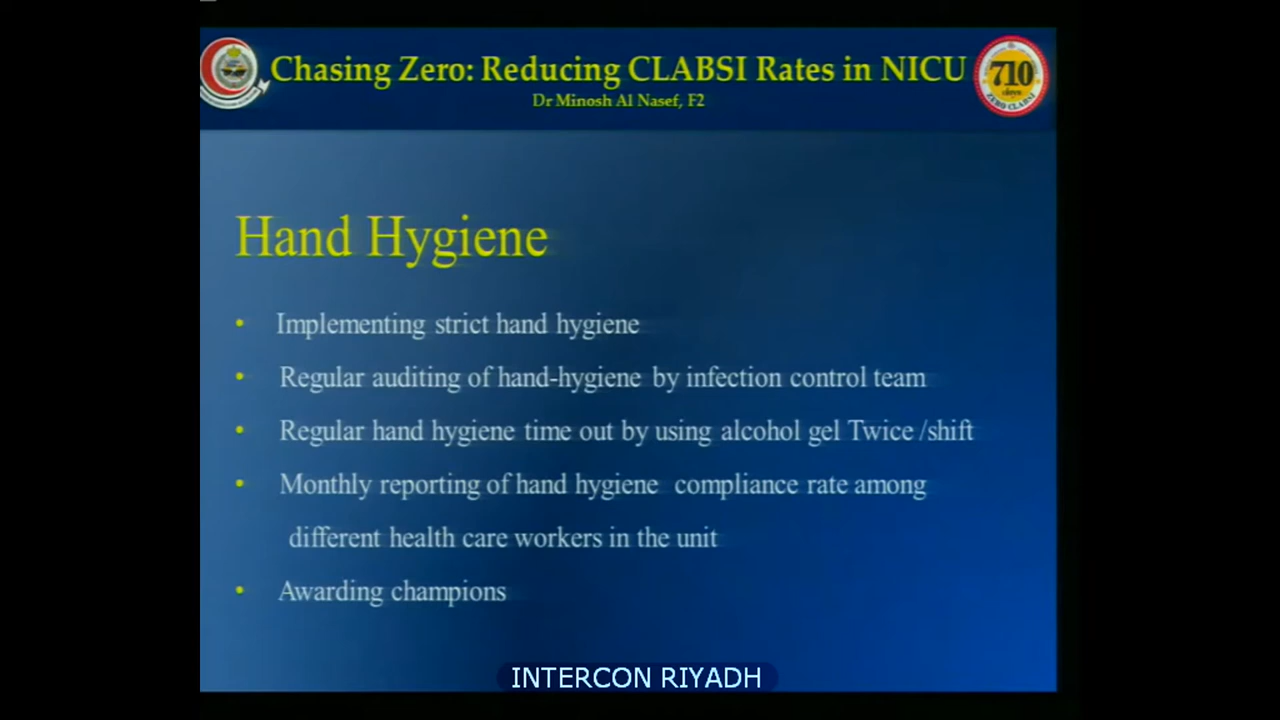 Chasing Zero: Reducing CLABSI Rates in NICU
Dr Minosh Al Nasef, F2
710
days
ZERO CLABSI
Hand Hygiene
• Implementing strict hand hygiene
• Regular auditing of hand-hygiene by infection control team
• Regular hand hygiene time out by using alcohol gel Twice /shift
• Monthly reporting of hand hygiene compliance rate among
different health care workers in the unit
• Awarding champions
INTERCON RIYADH